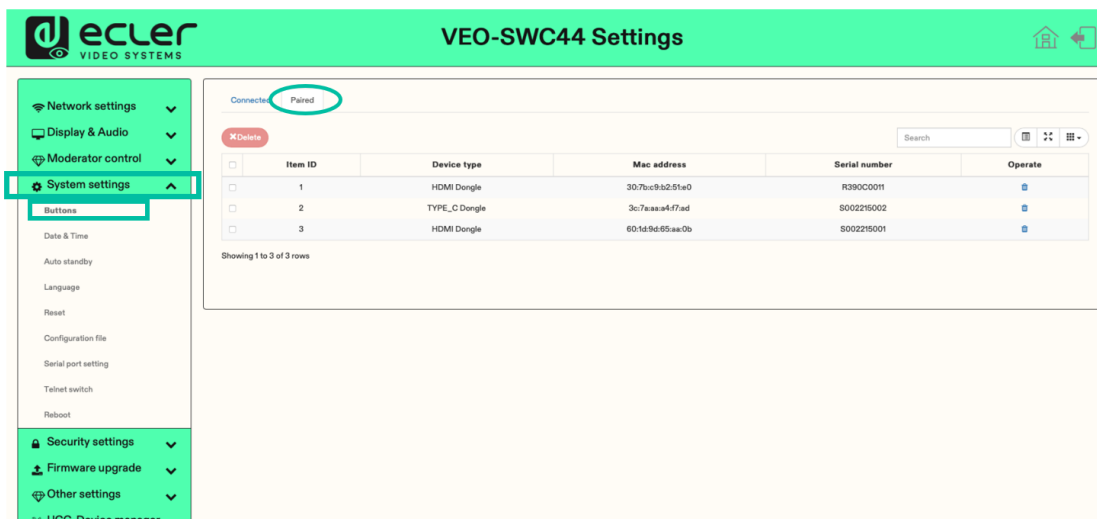 ecler
VIDEO SYSTEMS
VEO-SWC44 Settings
Network settings
Display & Audio
Moderator control
System settings
Buttons
Date & Time
Auto standby
Language
Reset
Configuration file
Serial port setting
Telnet switch
Reboot
Security settings
Firmware upgrade
Other settings
Connected Paired
Delete
Search
Item ID Device type Mac address Serial number Operate
1 HDMI Dongle 30:7b:c9:b2:51:e0 R390C0011
2 TYPE_C Dongle 3c:7a:aa:a4:f7:ad S002215002
3 HDMI Dongle 60:1d:9d:65:aa:0b S002215001
Showing 1 to 3 of 3 rows